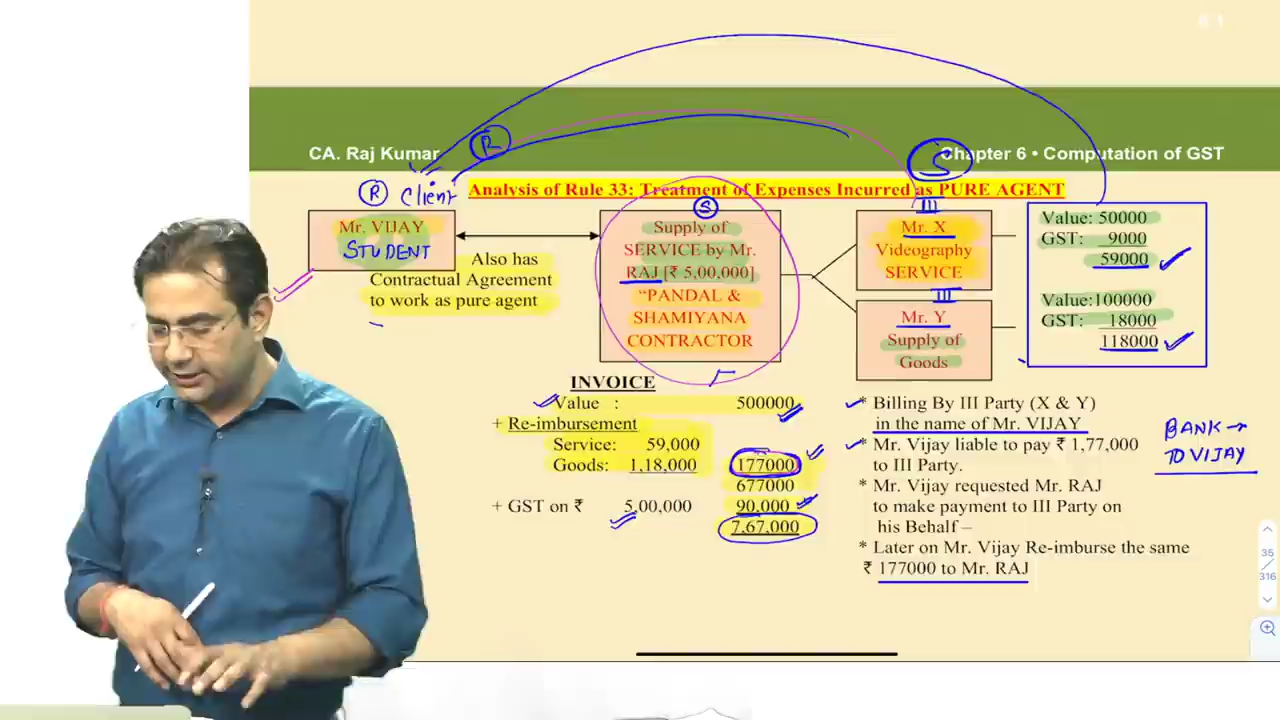 CA. Raj Kumar
Chapter 6 • Computation of GST
R
R
S
Client
Analysis of Rule 33: Treatment of Expenses Incurred as PURE AGENT
Mr. VIJAY
STUDENT
Also has
Contractual Agreement
to work as pure agent
S
Supply of
SERVICE by Mr.
RAJ [₹ 5,00,000]
"PANDAL &
SHAMIYANA
CONTRACTOR
III
Mr. X
Videography
SERVICE
III
Mr. Y
Supply of
Goods
Value: 50000
GST: 9000
59000
Value:100000
GST: 18000
118000
INVOICE
Value : 500000
+ Re-imbursement
Service: 59,000
Goods: 1,18,000 177000
677000
+ GST on ₹ 5,00,000 90,000
7,67,000
* Billing By III Party (X & Y)
in the name of Mr. VIJAY
* Mr. Vijay liable to pay ₹ 1,77,000
to III Party.
* Mr. Vijay requested Mr. RAJ
to make payment to III Party on
his Behalf –
* Later on Mr. Vijay Re-imburse the same
₹ 177000 to Mr. RAJ
BANK →
TO VIJAY
35
316